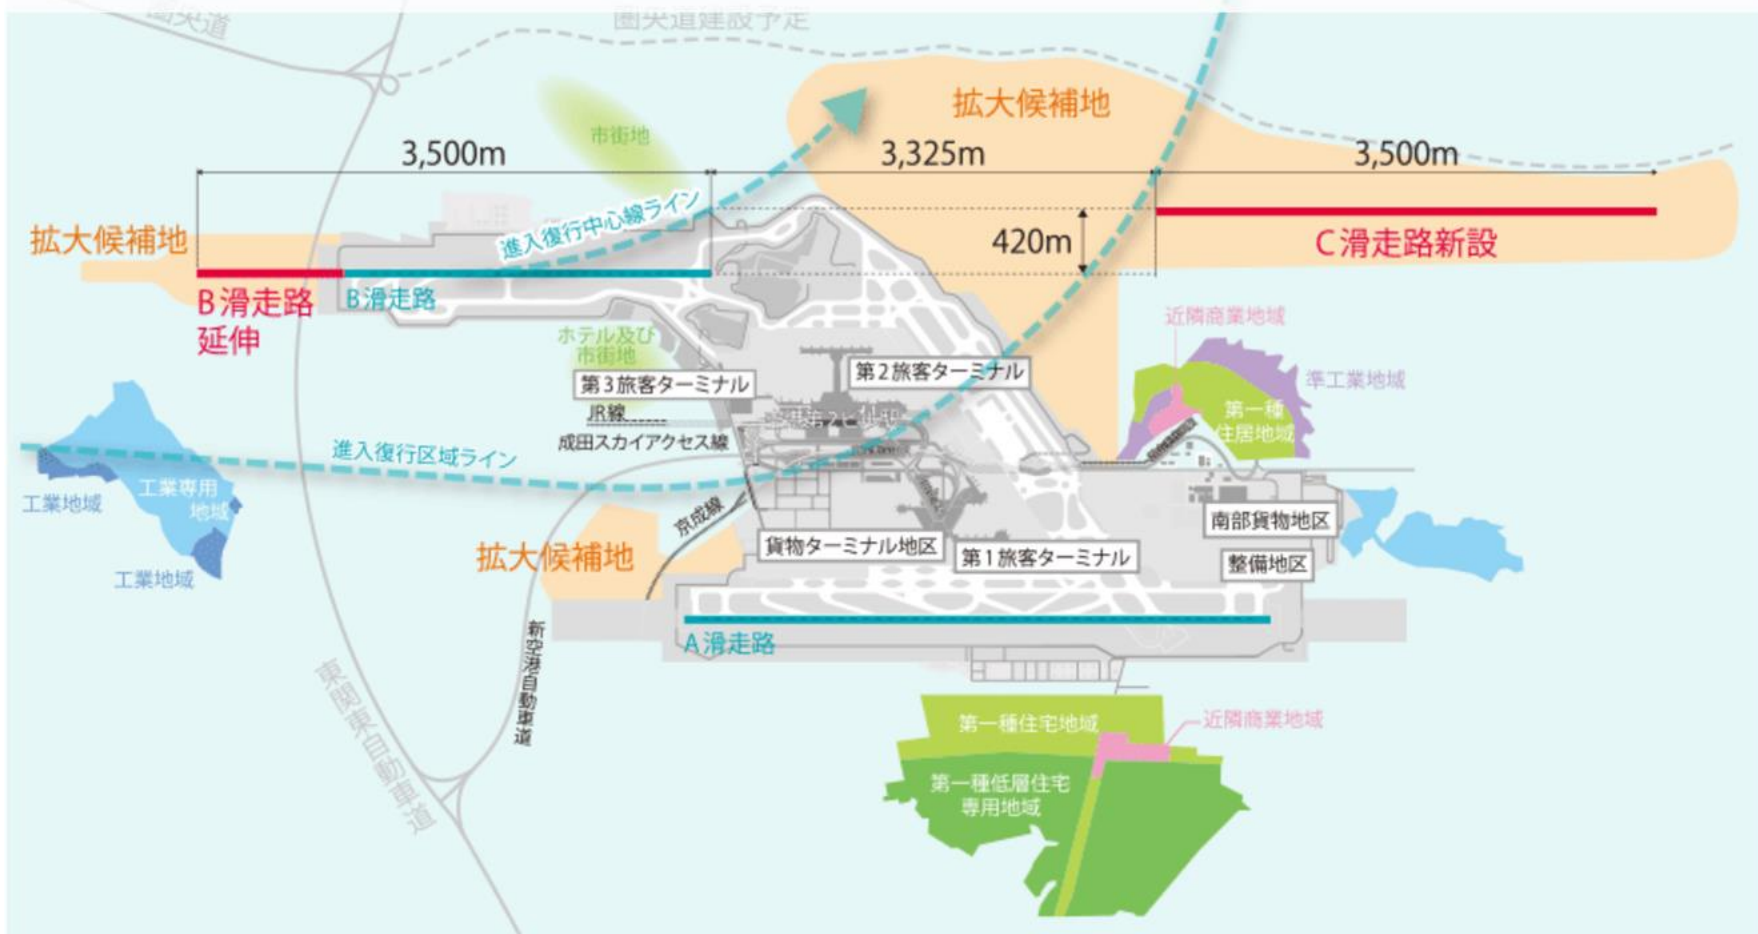 圏央道
圏央道建設予定
拡大候補地
市街地
3,500m
3,325m
3,500m
進入復行中心線ライン
拡大候補地
420m
C滑走路新設
B滑走路
延伸
B滑走路
近隣商業地域
ホテル及び
市街地
第3旅客ターミナル
第2旅客ターミナル
準工業地域
JR線
第一種
住居地域
成田スカイアクセス線
進入復行区域ライン
工業専用
地域
工業地域
京成線
南部貨物地区
拡大候補地
貨物ターミナル地区
第1旅客ターミナル
整備地区
工業地域
A滑走路
新空港自動車道
東関東自動車道
第一種住宅地域
近隣商業地域
第一種低層住宅
専用地域